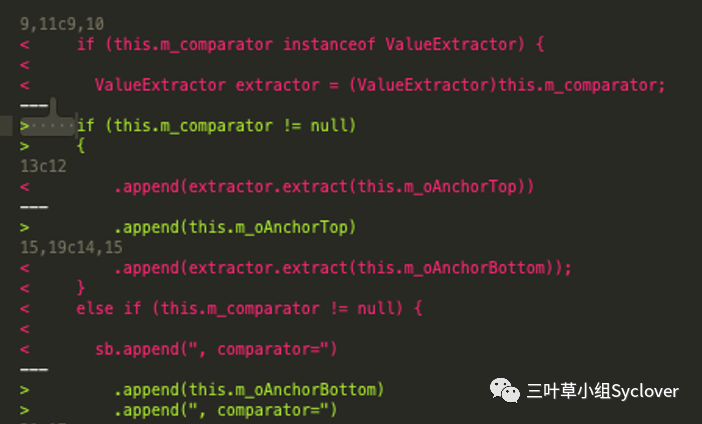 9,11c9,10
<     if (this.m_comparator instanceof ValueExtractor) {
<
<       ValueExtractor extractor = (ValueExtractor)this.m_comparator;
---
>     if (this.m_comparator != null)
>     {
13c12
<         .append(extractor.extract(this.m_oAnchorTop))
---
>         .append(this.m_oAnchorTop)
15,19c14,15
<         .append(extractor.extract(this.m_oAnchorBottom));
<     }
<     else if (this.m_comparator != null) {
<
<       sb.append(", comparator=")
---
>         .append(this.m_oAnchorBottom)
>         .append(", comparator=")
三叶草小组Syclover